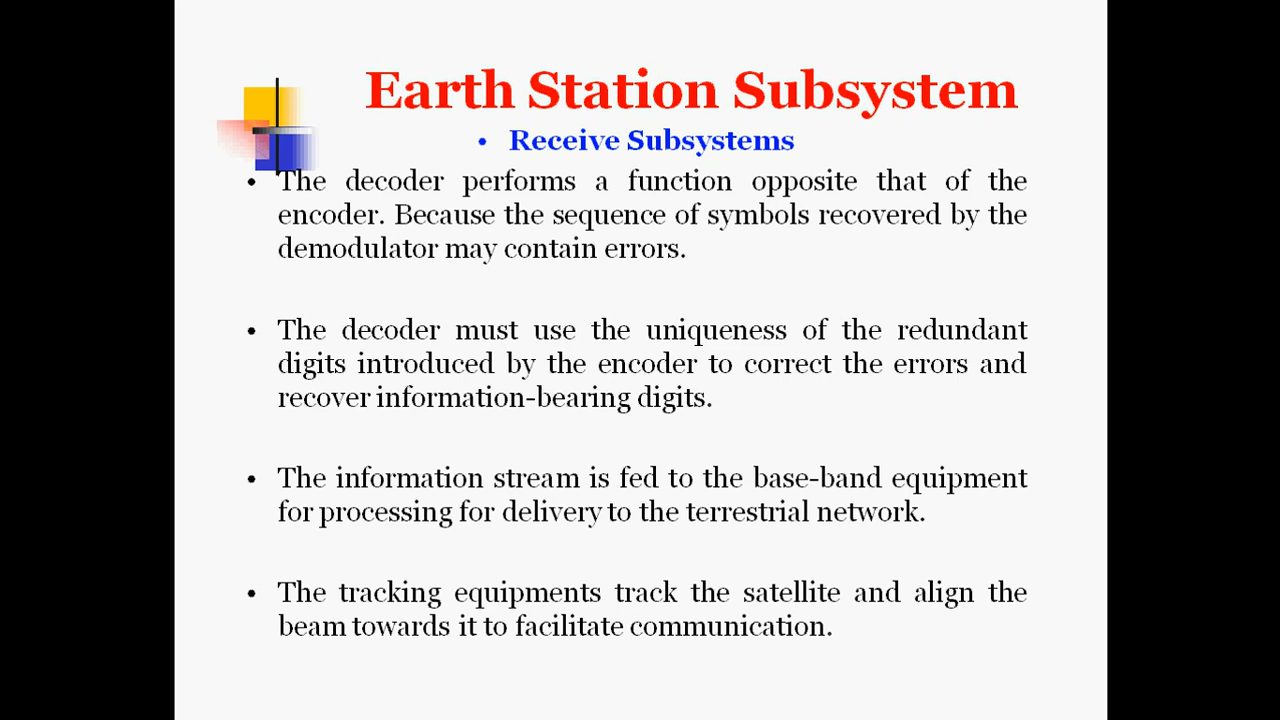 Earth Station Subsystem
• Receive Subsystems
• The decoder performs a function opposite that of the
encoder. Because the sequence of symbols recovered by the
demodulator may contain errors.
• The decoder must use the uniqueness of the redundant
digits introduced by the encoder to correct the errors and
recover information-bearing digits.
• The information stream is fed to the base-band equipment
for processing for delivery to the terrestrial network.
• The tracking equipments track the satellite and align the
beam towards it to facilitate communication.